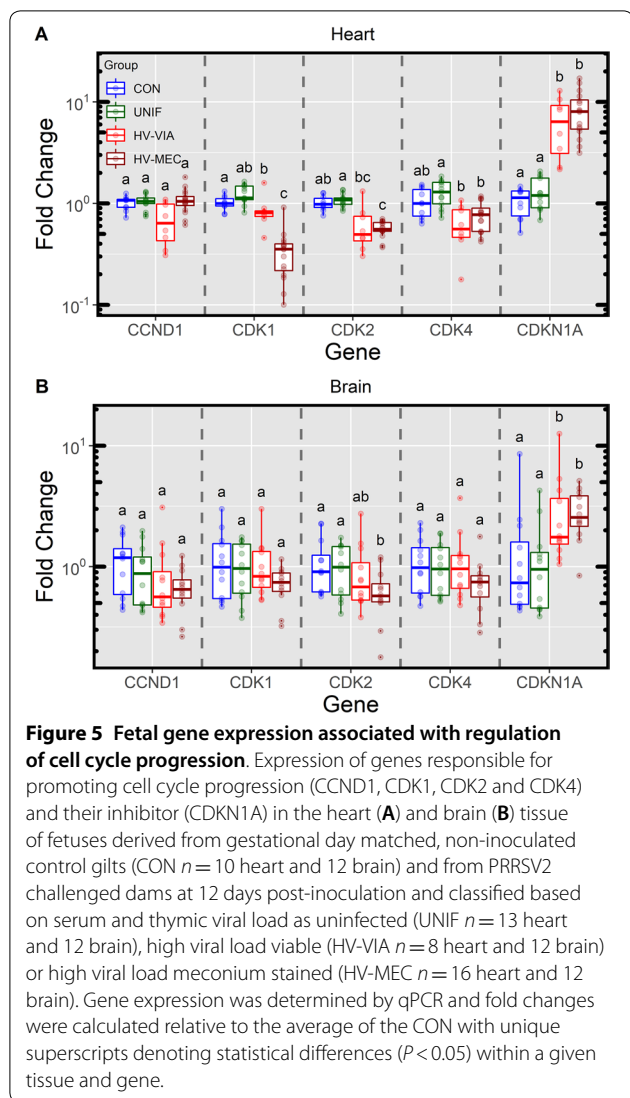 A
Heart
Group
CON
UNIF
HV-VIA
HV-MEC
a a a a
a ab b c
ab a bc c
ab a b b
a a b b
10¹
10⁰
10⁻¹
Fold Change
CCND1 CDK1 CDK2 CDK4 CDKN1A
Gene
B
Brain
a a a a
a a a a
a a ab b
a a a a
a a b b
10¹
10⁰
Fold Change
CCND1 CDK1 CDK2 CDK4 CDKN1A
Gene
Figure 5 Fetal gene expression associated with regulation
of cell cycle progression. Expression of genes responsible for
promoting cell cycle progression (CCND1, CDK1, CDK2 and CDK4)
and their inhibitor (CDKN1A) in the heart (A) and brain (B) tissue
of fetuses derived from gestational day matched, non-inoculated
control gilts (CON n = 10 heart and 12 brain) and from PRRSV2
challenged dams at 12 days post-inoculation and classified based
on serum and thymic viral load as uninfected (UNIF n = 13 heart
and 12 brain), high viral load viable (HV-VIA n = 8 heart and 12 brain)
or high viral load meconium stained (HV-MEC n = 16 heart and 12
brain). Gene expression was determined by qPCR and fold changes
were calculated relative to the average of the CON with unique
superscripts denoting statistical differences (P < 0.05) within a given
tissue and gene.